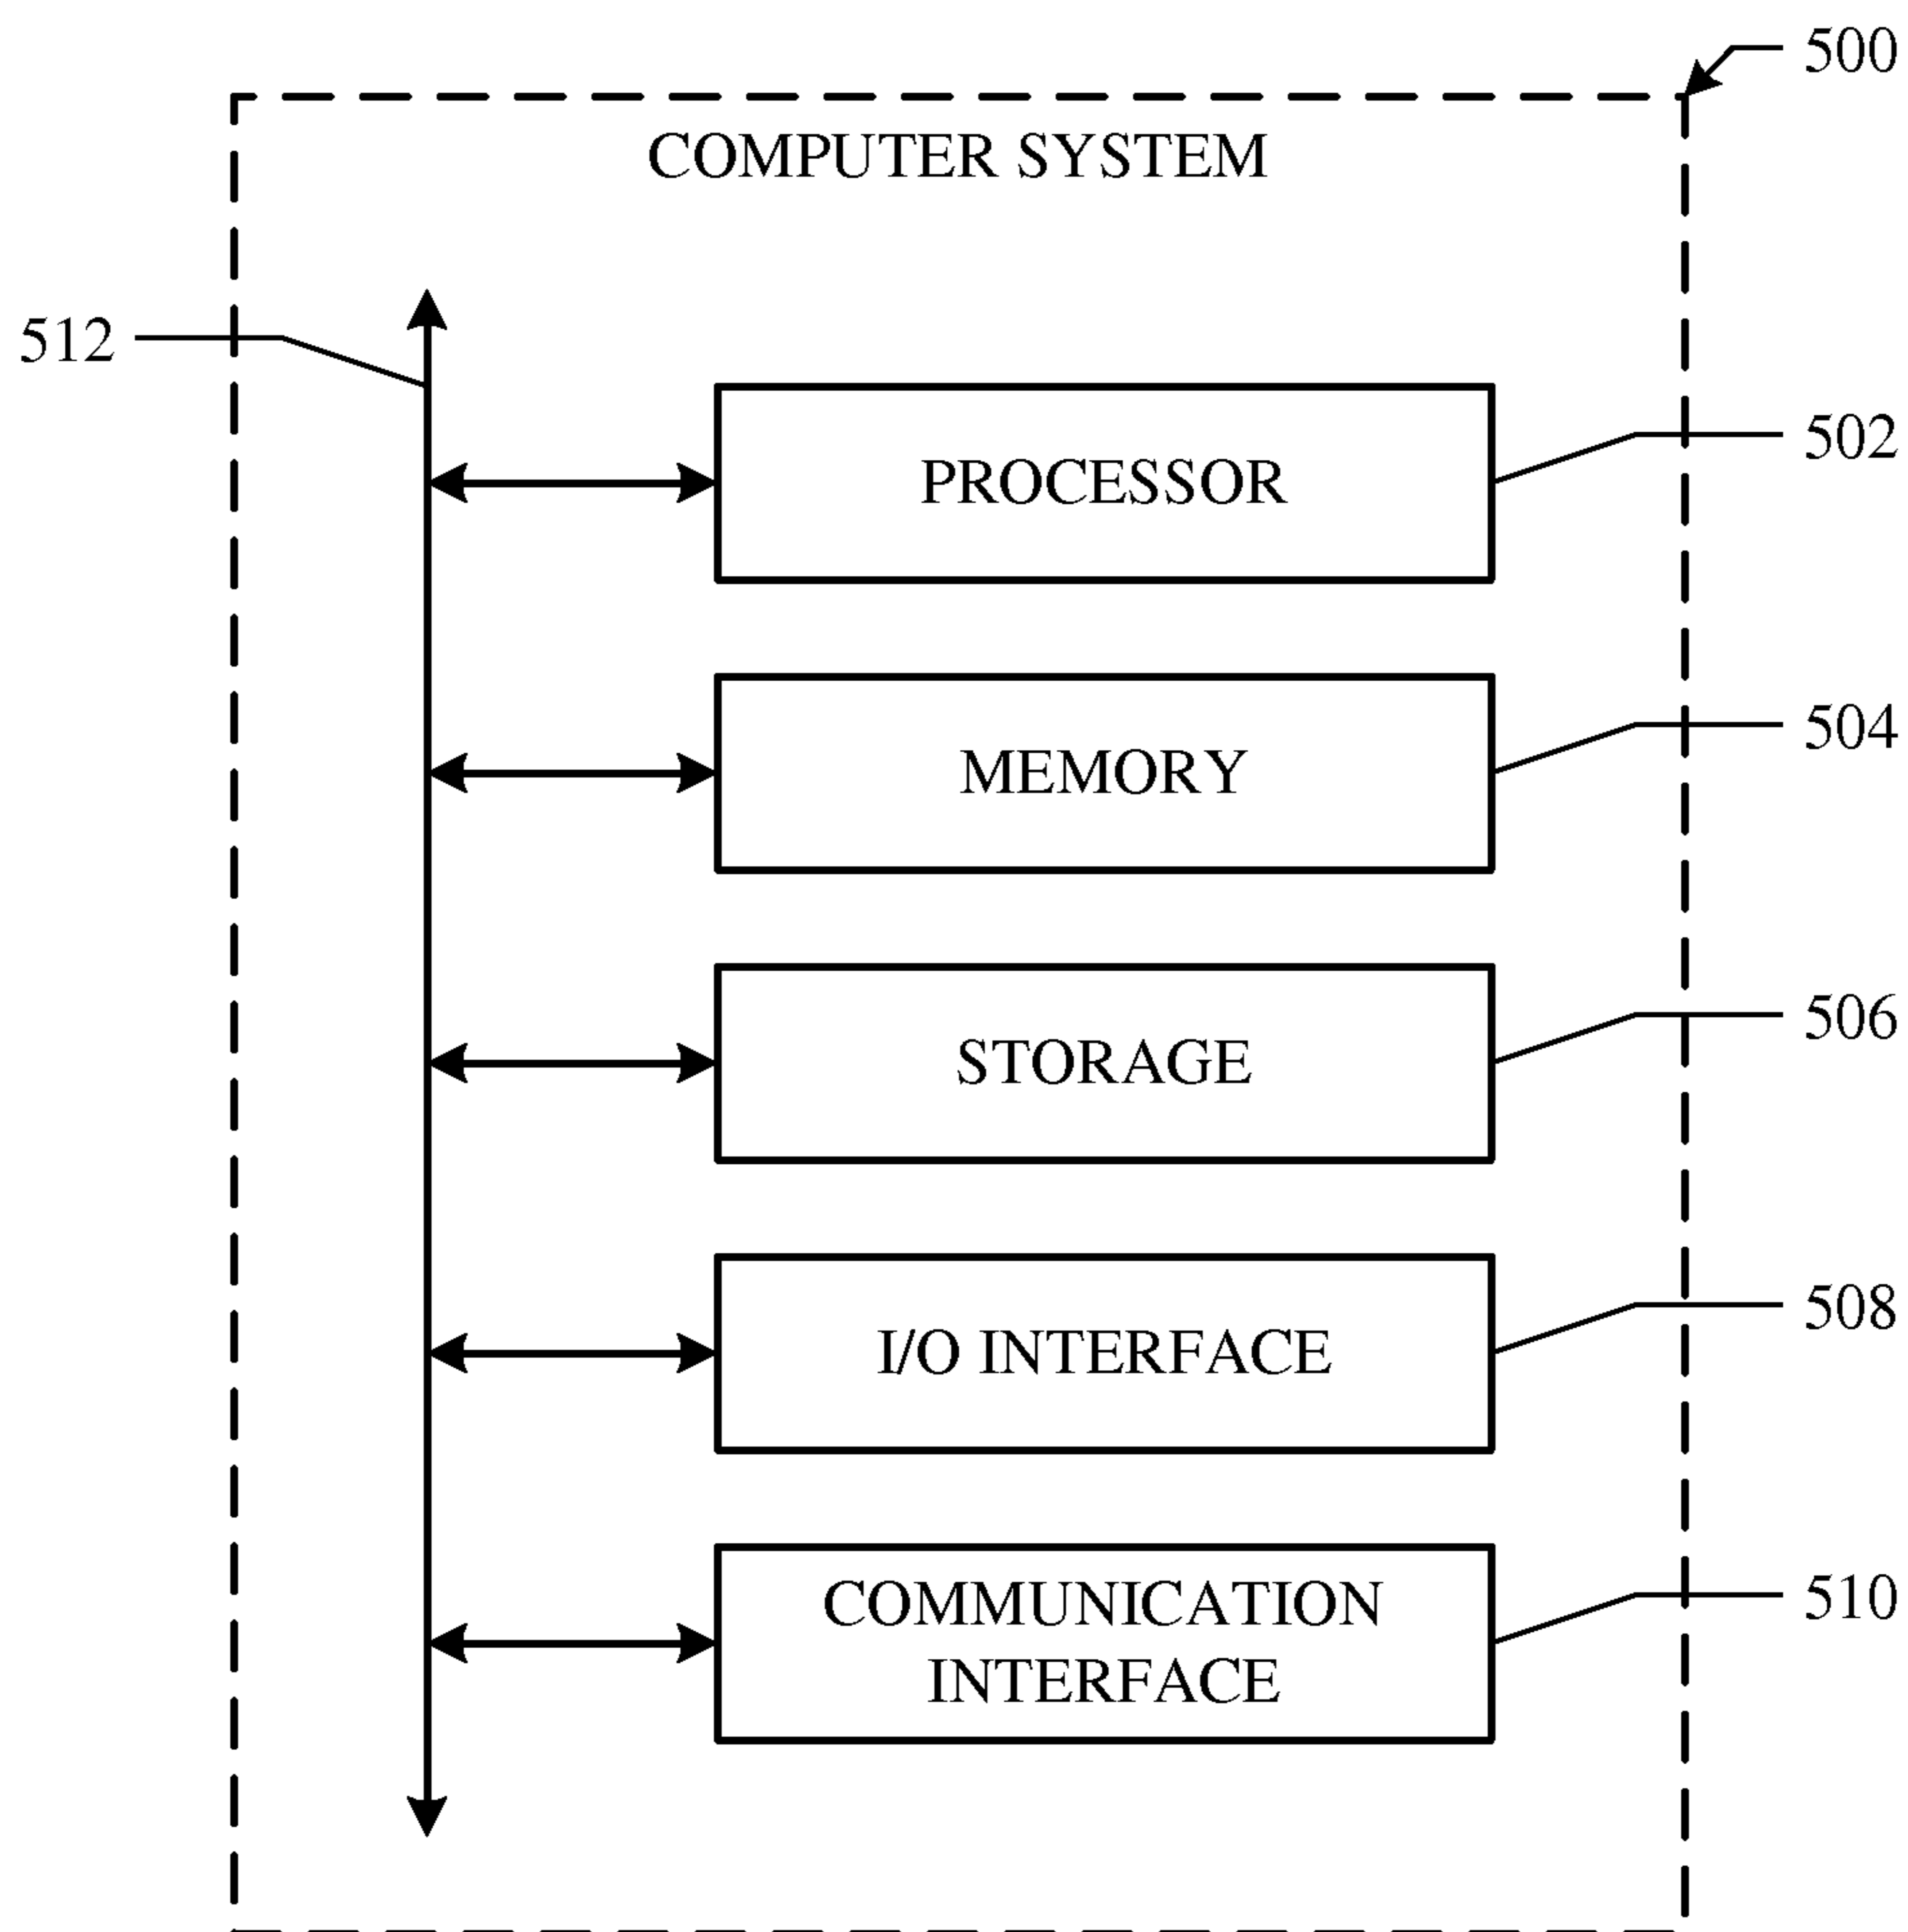 500
COMPUTER SYSTEM
512
PROCESSOR
502
MEMORY
504
STORAGE
506
I/O INTERFACE
508
COMMUNICATION
INTERFACE
510